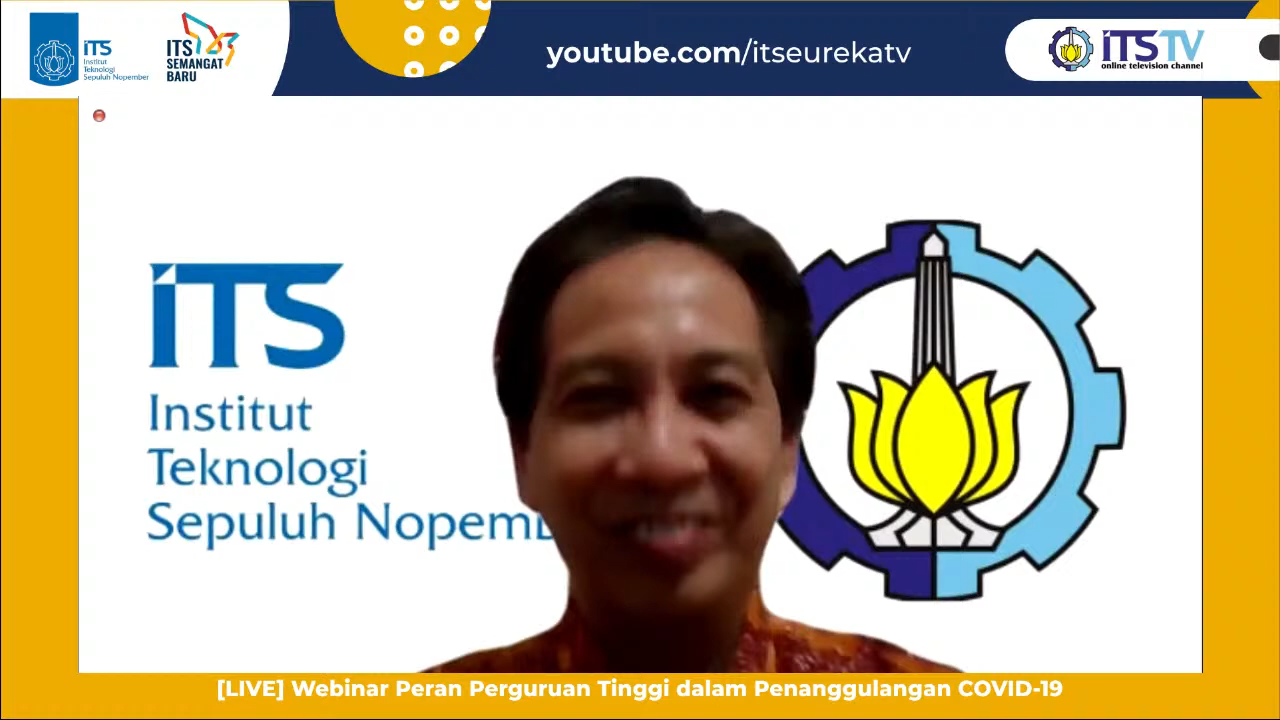 iTS
Institut
Teknologi
Sepuluh Nopember
ITS
SEMANGAT
BARU
youtube.com/itseurekatv
iTSTV
online television channel
iTS
Institut
Teknologi
Sepuluh Nopemb
[LIVE] Webinar Peran Perguruan Tinggi dalam Penanggulangan COVID-19